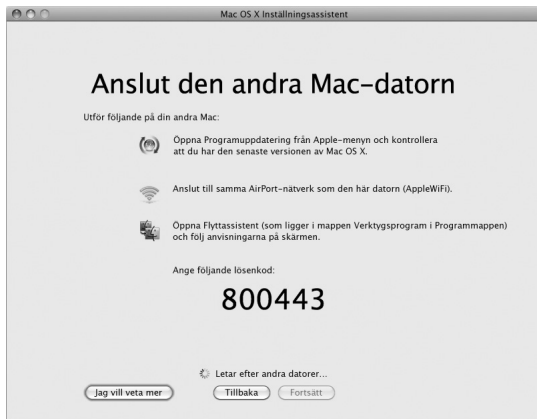 Mac OS X Inställningsassistent
Anslut den andra Mac-datorn
Utför följande på din andra Mac:
Öppna Programuppdatering från Apple-menyn och kontrollera
att du har den senaste versionen av Mac OS X.
Anslut till samma AirPort-nätverk som den här datorn (AppleWiFi).
Öppna Flyttassistent (som ligger i mappen Verktygsprogram i Programmappen)
och följ anvisningarna på skärmen.
Ange följande lösenkod:
800443
Letar efter andra datorer...
Jag vill veta mer
Tillbaka
Fortsätt